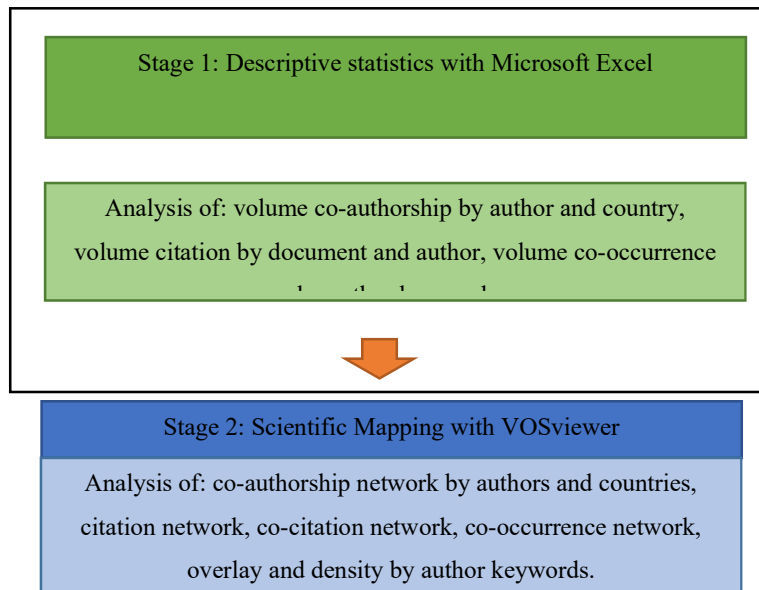 Stage 1: Descriptive statistics with Microsoft Excel
Analysis of: volume co-authorship by author and country,
volume citation by document and author, volume co-occurrence
Stage 2: Scientific Mapping with VOSviewer
Analysis of: co-authorship network by authors and countries,
citation network, co-citation network, co-occurrence network,
overlay and density by author keywords.